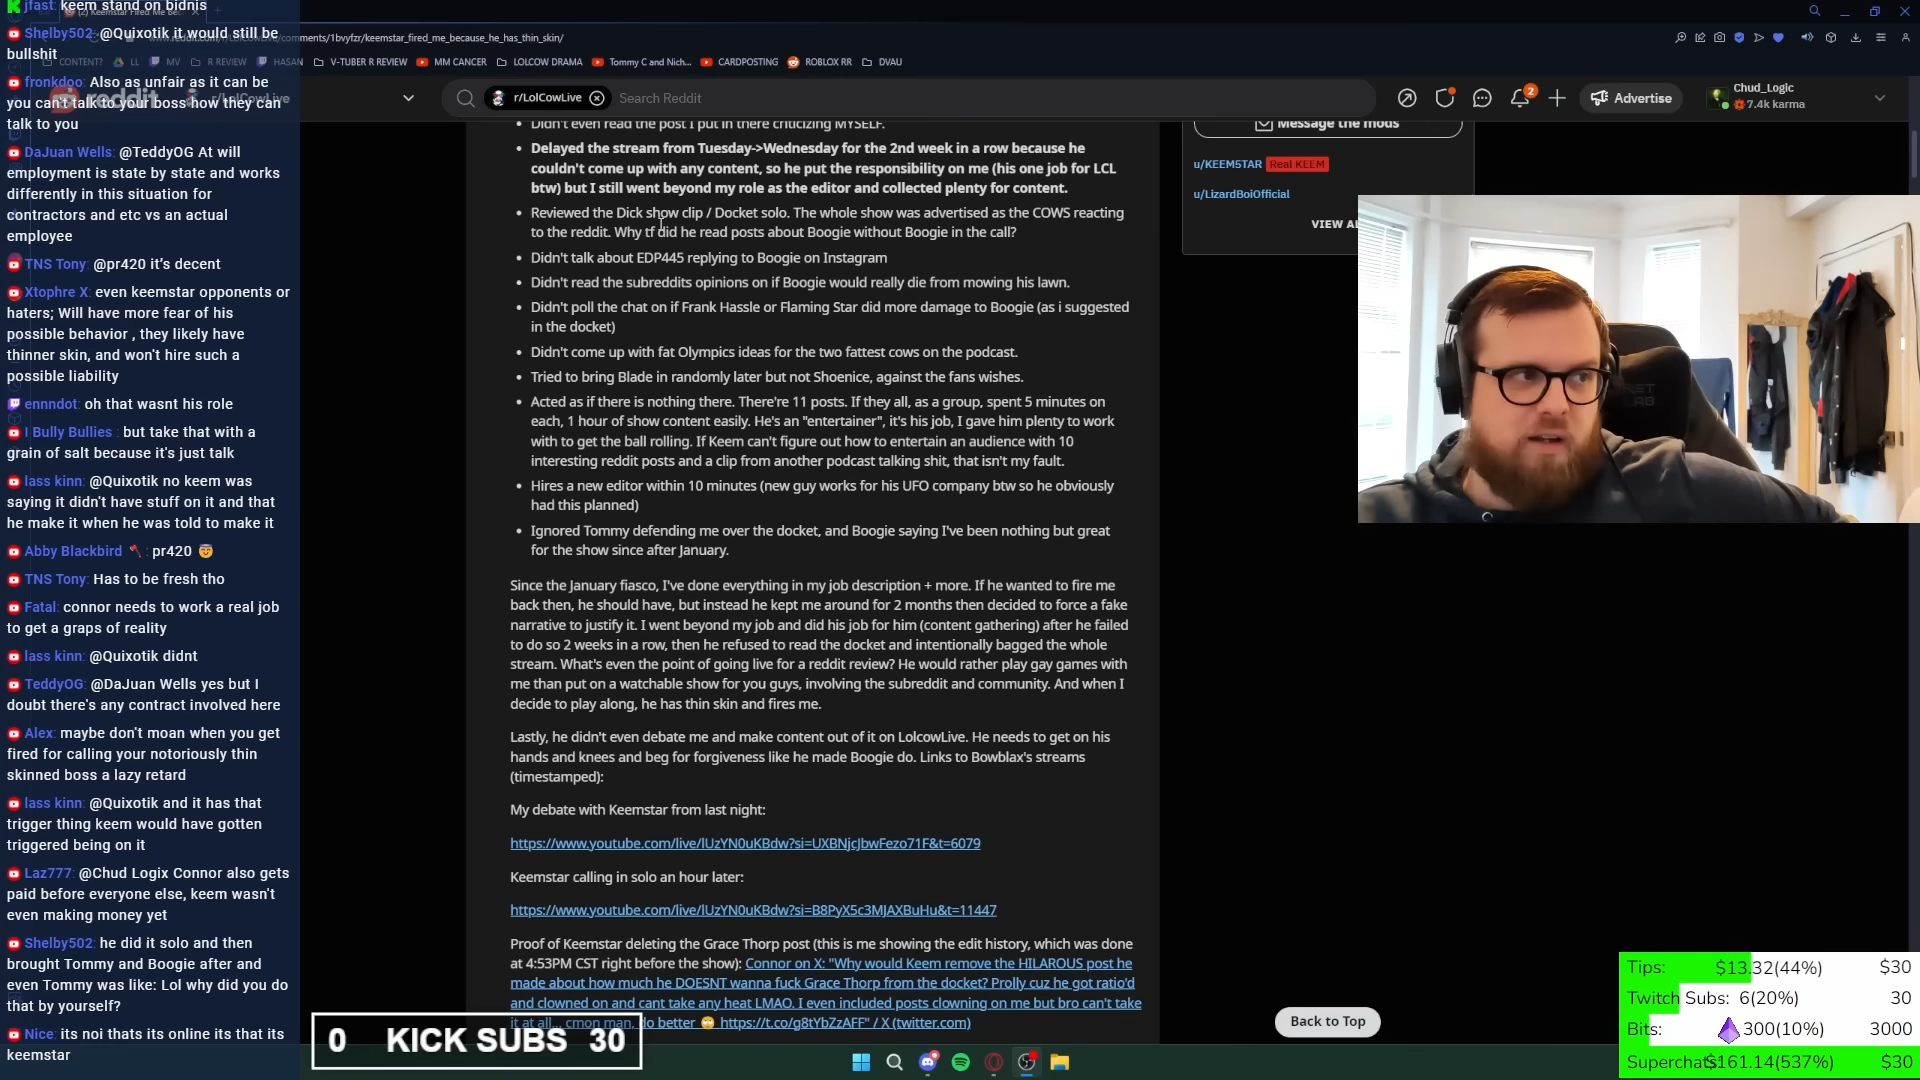 jfast: keem stand on bidnis
Shelby502: @Quixotik it would still be
bullshit
fronkdoo: Also as unfair as it can be
you can't talk to your boss how they can
talk to you
DaJuan Wells: @TeddyOG At will
employment is state by state and works
differently in this situation for
contractors and etc vs an actual
employee
TNS Tony: @pr420 it's decent
Xtophre X: even keemstar opponents or
haters; Will have more fear of his
possible behavior , they likely have
thinner skin, and won't hire such a
possible liability
ennndot: oh that wasnt his role
I Bully Bullies : but take that with a
grain of salt because it's just talk
lass kinn: @Quixotik no keem was
saying it didn't have stuff on it and that
he make it when he was told to make it
Abby Blackbird : pr420
TNS Tony: Has to be fresh tho
Fatal: connor needs to work a real job
to get a graps of reality
lass kinn: @Quixotik didnt
TeddyOG: @DaJuan Wells yes but I
doubt there's any contract involved here
Alex: maybe don't moan when you get
fired for calling your notoriously thin
skinned boss a lazy retard
lass kinn: @Quixotik and it has that
trigger thing keem would have gotten
triggered being on it
Laz777: @Chud Logix Connor also gets
paid before everyone else, keem wasn't
even making money yet
Shelby502: he did it solo and then
brought Tommy and Boogie after and
even Tommy was like: Lol why did you do
that by yourself?
Nice: its noi thats its online its that its
keemstar
comments/1bvyfzr/keemstar_fired_me_because_he_has_thin_skin/
CONTENT? LL MV R REVIEW HASAN V-TUBER R REVIEW MM CANCER LOLCOW DRAMA Tommy C and Nich... CARDPOSTING ROBLOX RR DVAU
reddit r/LolCowLive
r/LolCowLive Search Reddit
2
Advertise
Chud_Logic
7.4k karma
Didn't even read the post I put in there criticizing MYSELF.
Delayed the stream from Tuesday->Wednesday for the 2nd week in a row because he
couldn't come up with any content, so he put the responsibility on me (his one job for LCL
btw) but I still went beyond my role as the editor and collected plenty for content.
Reviewed the Dick show clip / Docket solo. The whole show was advertised as the COWS reacting
to the reddit. Why tf did he read posts about Boogie without Boogie in the call?
Didn't talk about EDP445 replying to Boogie on Instagram
Didn't read the subreddits opinions on if Boogie would really die from mowing his lawn.
Didn't poll the chat on if Frank Hassle or Flaming Star did more damage to Boogie (as i suggested
in the docket)
Didn't come up with fat Olympics ideas for the two fattest cows on the podcast.
Tried to bring Blade in randomly later but not Shoenice, against the fans wishes.
Acted as if there is nothing there. There're 11 posts. If they all, as a group, spent 5 minutes on
each, 1 hour of show content easily. He's an "entertainer", it's his job, I gave him plenty to work
with to get the ball rolling. If Keem can't figure out how to entertain an audience with 10
interesting reddit posts and a clip from another podcast talking shit, that isn't my fault.
Hires a new editor within 10 minutes (new guy works for his UFO company btw so he obviously
had this planned)
Ignored Tommy defending me over the docket, and Boogie saying I've been nothing but great
for the show since after January.
Since the January fiasco, I've done everything in my job description + more. If he wanted to fire me
back then, he should have, but instead he kept me around for 2 months then decided to force a fake
narrative to justify it. I went beyond my job and did his job for him (content gathering) after he failed
to do so 2 weeks in a row, then he refused to read the docket and intentionally bagged the whole
stream. What's even the point of going live for a reddit review? He would rather play gay games with
me than put on a watchable show for you guys, involving the subreddit and community. And when I
decide to play along, he has thin skin and fires me.
Lastly, he didn't even debate me and make content out of it on LolcowLive. He needs to get on his
hands and knees and beg for forgiveness like he made Boogie do. Links to Bowblax's streams
(timestamped):
My debate with Keemstar from last night:
https://www.youtube.com/live/lUzYN0uKBdw?si=UXBNjcJbwFezo71F&t=6079
Keemstar calling in solo an hour later:
https://www.youtube.com/live/lUzYN0uKBdw?si=B8PyX5c3MJAXBuHu&t=11447
Proof of Keemstar deleting the Grace Thorp post (this is me showing the edit history, which was done
at 4:53PM CST right before the show): Connor on X: "Why would Keem remove the HILAROUS post he
made about how much he DOESNT wanna fuck Grace Thorp from the docket? Prolly cuz he got ratio'd
and clowned on and cant take any heat LMAO. I even included posts clowning on me but bro can't take
it at all... cmon man, do better https://t.co/g8tYbZzAFF" / X (twitter.com)
Message the mods
u/KEEM5TAR Real KEEM
u/LizardBoiOfficial
VIEW AL
Back to Top
0 KICK SUBS 30
Tips: $13.32(44%) $30
Twitch Subs: 6(20%) 30
Bits: 300(10%) 3000
Superchats $161.14(537%) $30